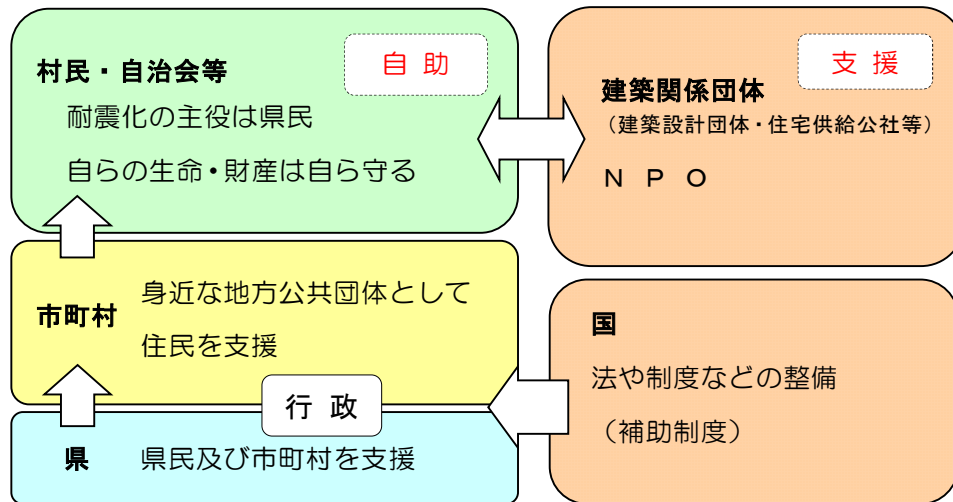 村民・自治会等
自 助
耐震化の主役は県民
自らの生命・財産は自ら守る
支 援
建築関係団体
（建築設計団体・住宅供給公社等）
ＮＰＯ
市町村
身近な地方公共団体として
住民を支援
行 政
県
県民及び市町村を支援
国
法や制度などの整備
（補助制度）